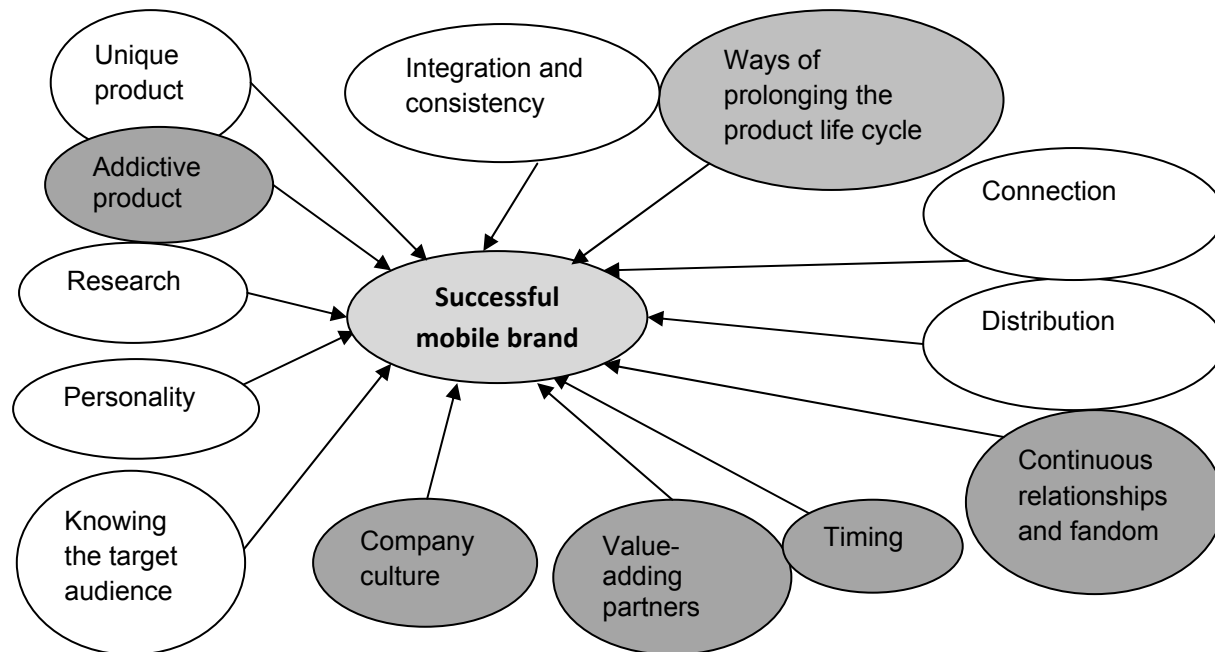 Unique
product
Integration and
consistency
Ways of
prolonging the
product life cycle
Addictive
product
Connection
Research
Successful
mobile brand
Distribution
Personality
Continuous
relationships
and fandom
Knowing
the target
audience
Company
culture
Value-
adding
partners
Timing